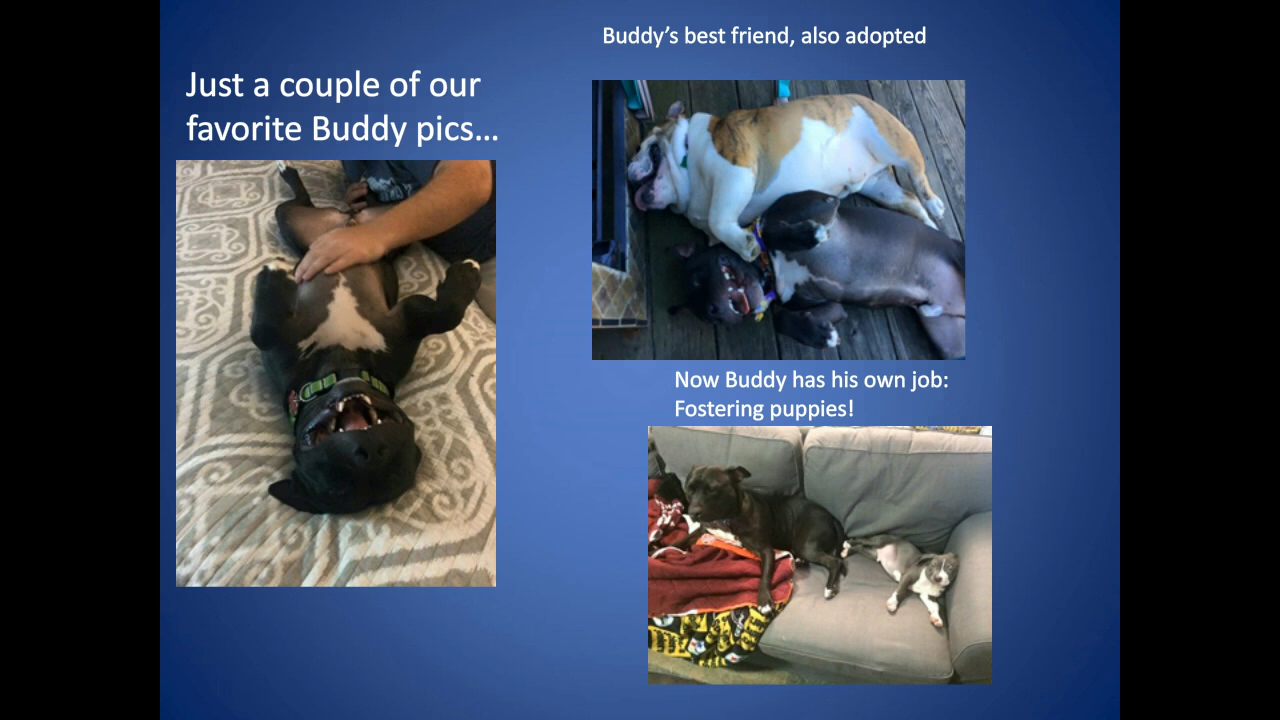 Just a couple of our
favorite Buddy pics…
Buddy’s best friend, also adopted
Now Buddy has his own job:
Fostering puppies!